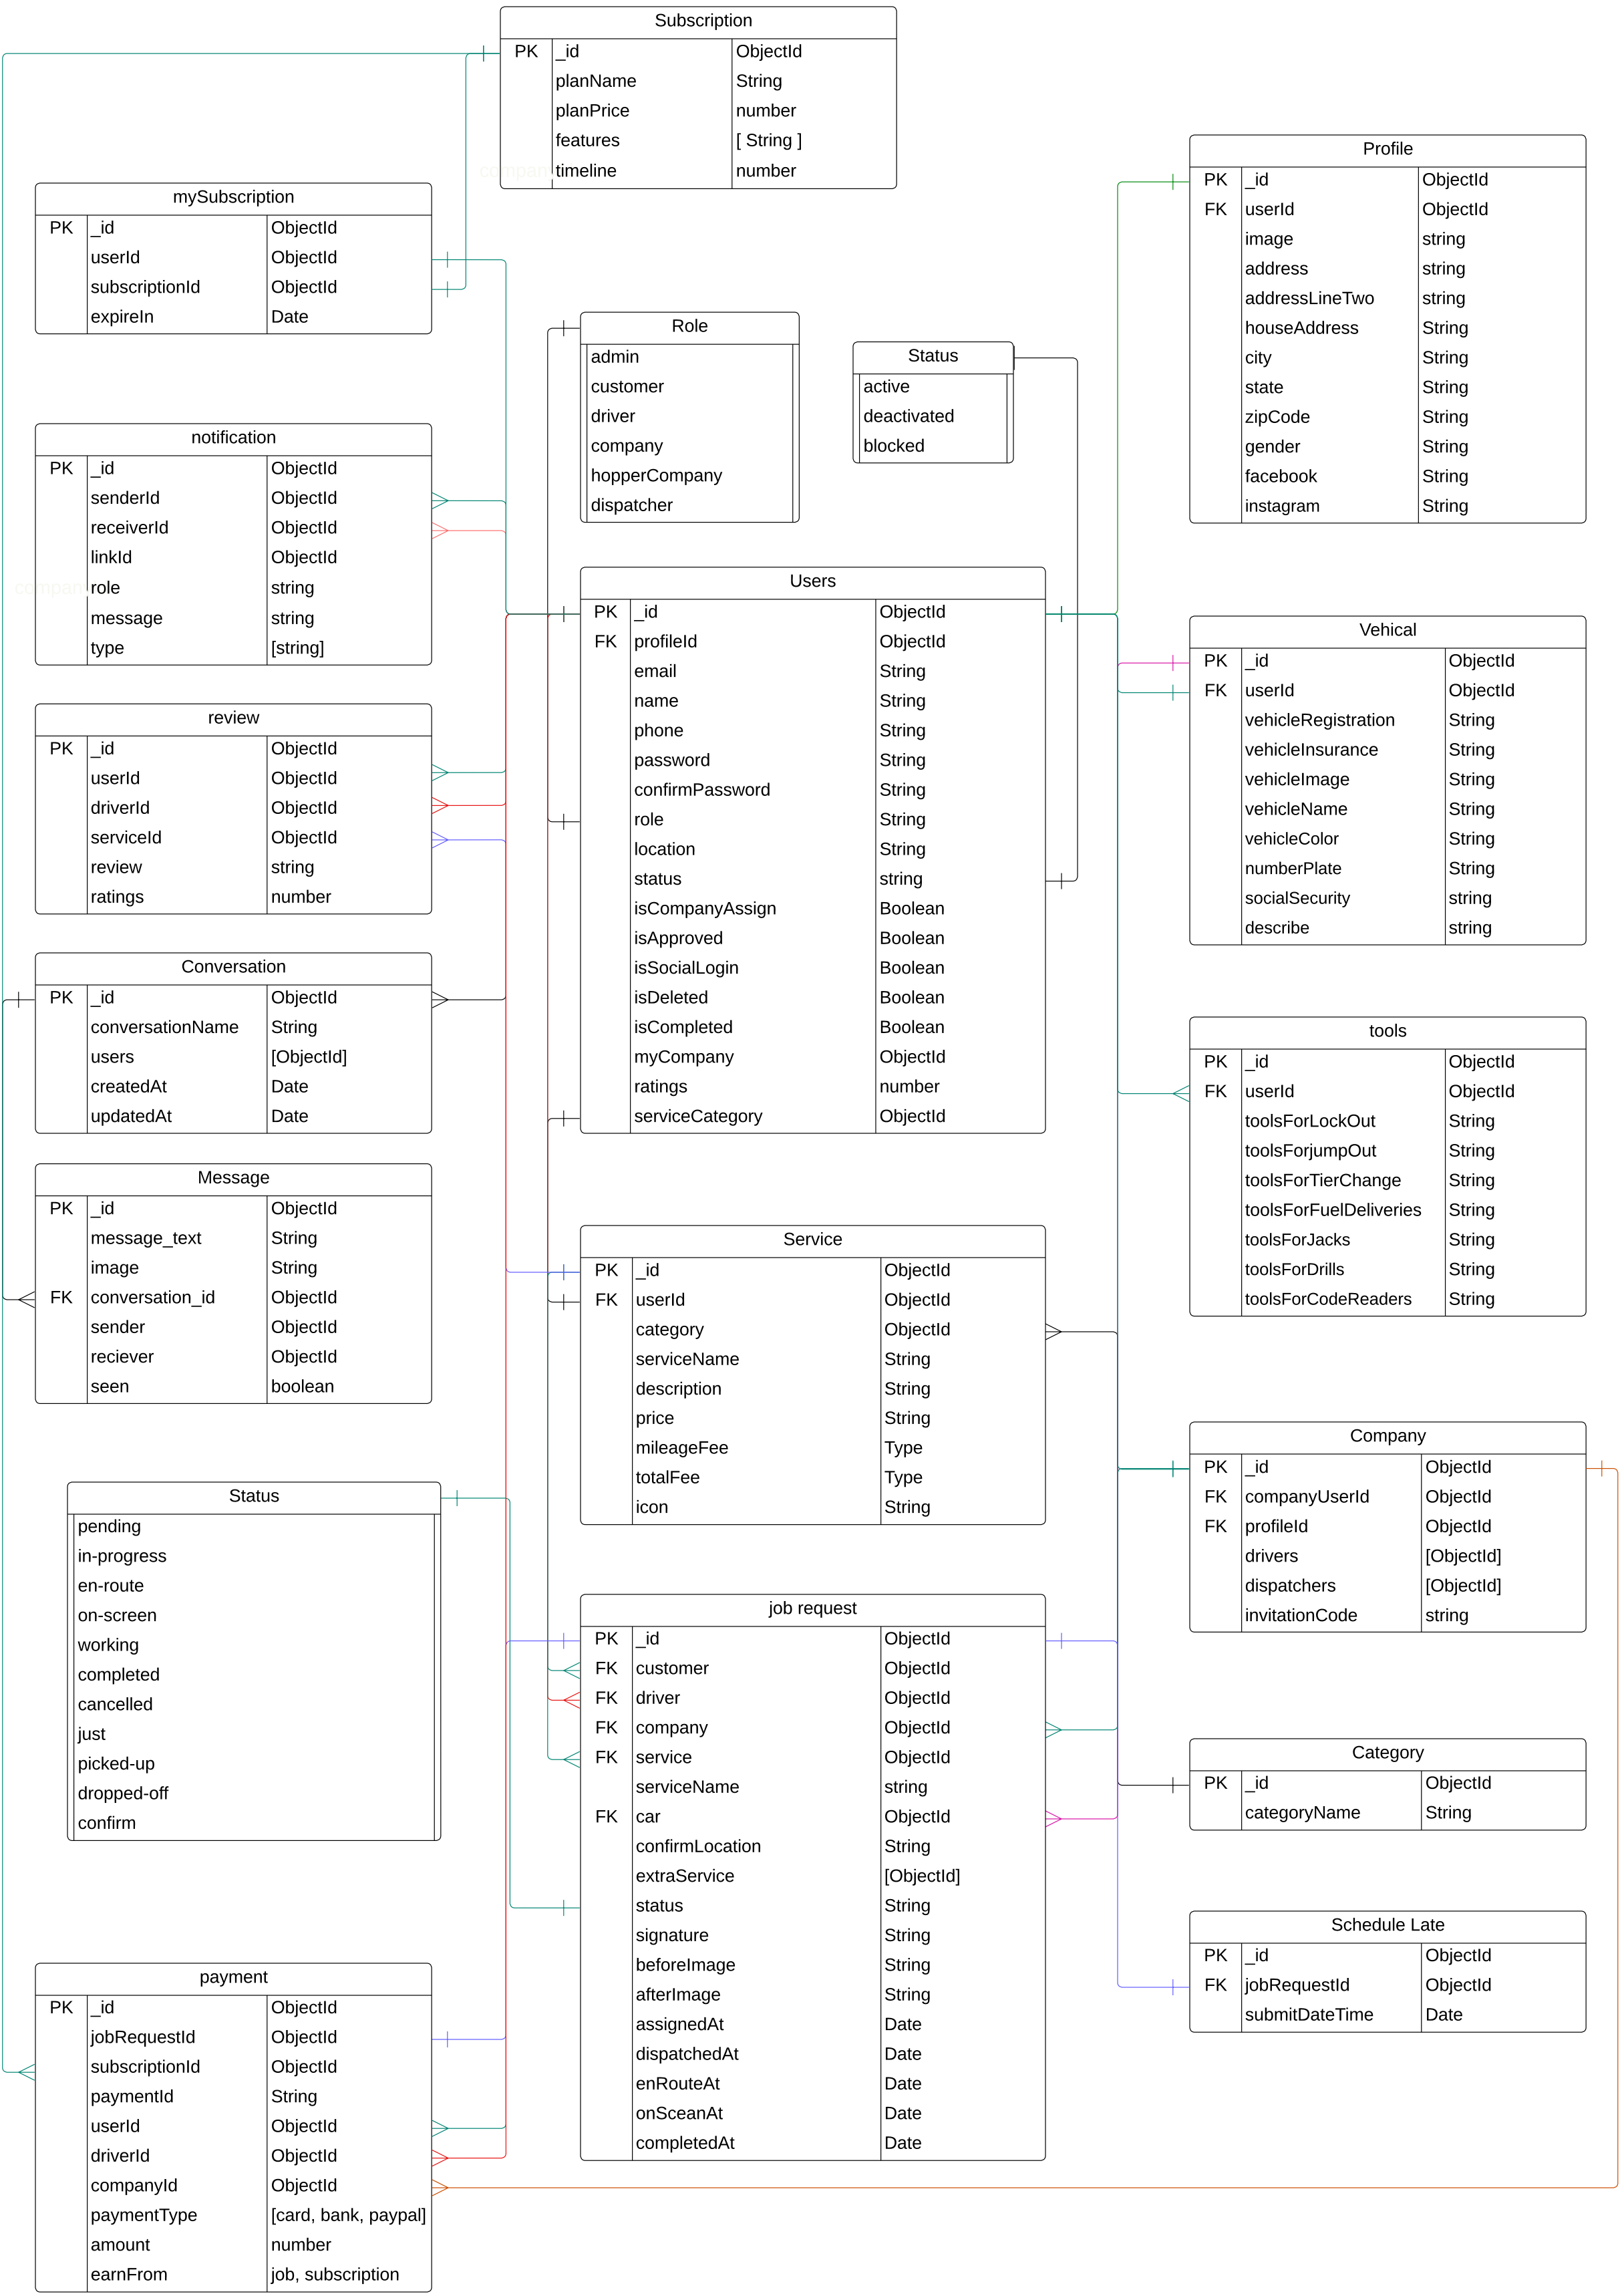 Subscription
PK _id ObjectId
planName String
planPrice number
features [ String ]
compan timeline number
mySubscription
PK _id ObjectId
userId ObjectId
subscriptionId ObjectId
expireIn Date
Profile
PK _id ObjectId
FK userId ObjectId
image string
address string
addressLineTwo string
houseAddress String
city String
state String
zipCode String
gender String
facebook String
instagram String
Role
admin
customer
driver
company
hopperCompany
dispatcher
Status
active
deactivated
blocked
notification
PK _id ObjectId
senderId ObjectId
receiverId ObjectId
linkId ObjectId
compan role string
message string
type [string]
Users
PK _id ObjectId
FK profileId ObjectId
email String
name String
phone String
password String
confirmPassword String
role String
location String
status string
isCompanyAssign Boolean
isApproved Boolean
isSocialLogin Boolean
isDeleted Boolean
isCompleted Boolean
myCompany ObjectId
ratings number
serviceCategory ObjectId
Vehical
PK _id ObjectId
FK userId ObjectId
vehicleRegistration String
vehicleInsurance String
vehicleImage String
vehicleName String
vehicleColor String
numberPlate String
socialSecurity string
describe string
review
PK _id ObjectId
userId ObjectId
driverId ObjectId
serviceId ObjectId
review string
ratings number
Conversation
PK _id ObjectId
conversationName String
users [ObjectId]
createdAt Date
updatedAt Date
tools
PK _id ObjectId
FK userId ObjectId
toolsForLockOut String
toolsForjumpOut String
toolsForTierChange String
toolsForFuelDeliveries String
toolsForJacks String
toolsForDrills String
toolsForCodeReaders String
Message
PK _id ObjectId
message_text String
image String
FK conversation_id ObjectId
sender ObjectId
reciever ObjectId
seen boolean
Service
PK _id ObjectId
FK userId ObjectId
category ObjectId
serviceName String
description String
price String
mileageFee Type
totalFee Type
icon String
Company
PK _id ObjectId
FK companyUserId ObjectId
FK profileId ObjectId
drivers [ObjectId]
dispatchers [ObjectId]
invitationCode string
Status
pending
in-progress
en-route
on-screen
working
completed
cancelled
just
picked-up
dropped-off
confirm
job request
PK _id ObjectId
FK customer ObjectId
FK driver ObjectId
FK company ObjectId
FK service ObjectId
serviceName string
FK car ObjectId
confirmLocation String
extraService [ObjectId]
status String
signature String
beforeImage String
afterImage String
assignedAt Date
dispatchedAt Date
enRouteAt Date
onSceanAt Date
completedAt Date
Category
PK _id ObjectId
categoryName String
Schedule Late
PK _id ObjectId
FK jobRequestId ObjectId
submitDateTime Date
payment
PK _id ObjectId
jobRequestId ObjectId
subscriptionId ObjectId
paymentId String
userId ObjectId
driverId ObjectId
companyId ObjectId
paymentType [card, bank, paypal]
amount number
earnFrom job, subscription